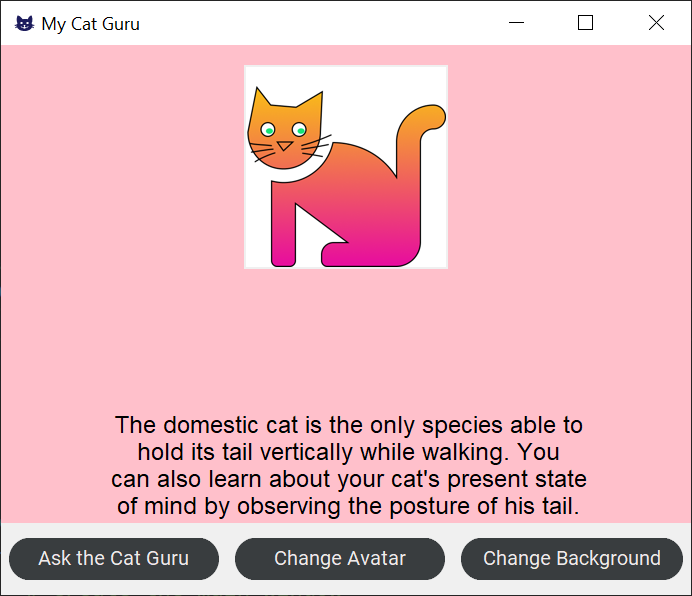 My Cat Guru
The domestic cat is the only species able to
hold its tail vertically while walking. You
can also learn about your cat's present state
of mind by observing the posture of his tail.
Ask the Cat Guru
Change Avatar
Change Background